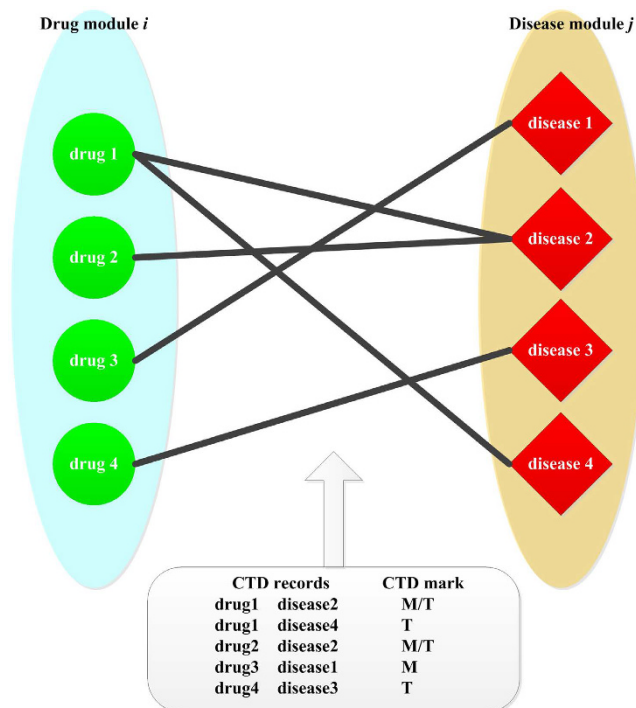 Drug module i
Disease module j
drug 1
disease 1
drug 2
disease 2
drug 3
disease 3
drug 4
disease 4
CTD records CTD mark
drug1 disease2 M/T
drug1 disease4 T
drug2 disease2 M/T
drug3 disease1 M
drug4 disease3 T